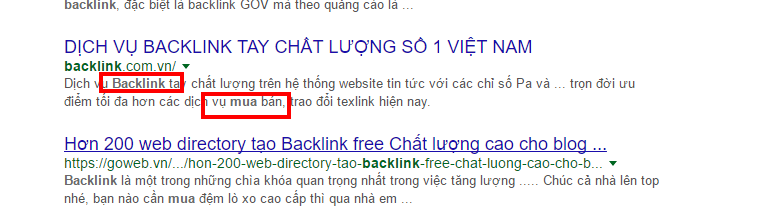 backlink, đặc biệt là backlink GOV mà theo quảng cáo là ...
DỊCH VỤ BACKLINK TAY CHẤT LƯỢNG SỐ 1 VIỆT NAM
backlink.com.vn/
Dịch vụ Backlink tay chất lượng trên hệ thống website tin tức với các chỉ số Pa và ... trọn đời ưu
điểm tối đa hơn các dịch vụ mua bán, trao đổi texlink hiện nay.
Hơn 200 web directory tạo Backlink free Chất lượng cao cho blog ...
https://goweb.vn/.../hon-200-web-directory-tao-backlink-free-chat-luong-cao-cho-b...
Backlink là một trong những chìa khóa quan trọng nhất trong việc tăng lượng ..... Chúc cả nhà lên top
nhé, bạn nào cần mua đệm lò xo cao cấp thì qua nhà em ...